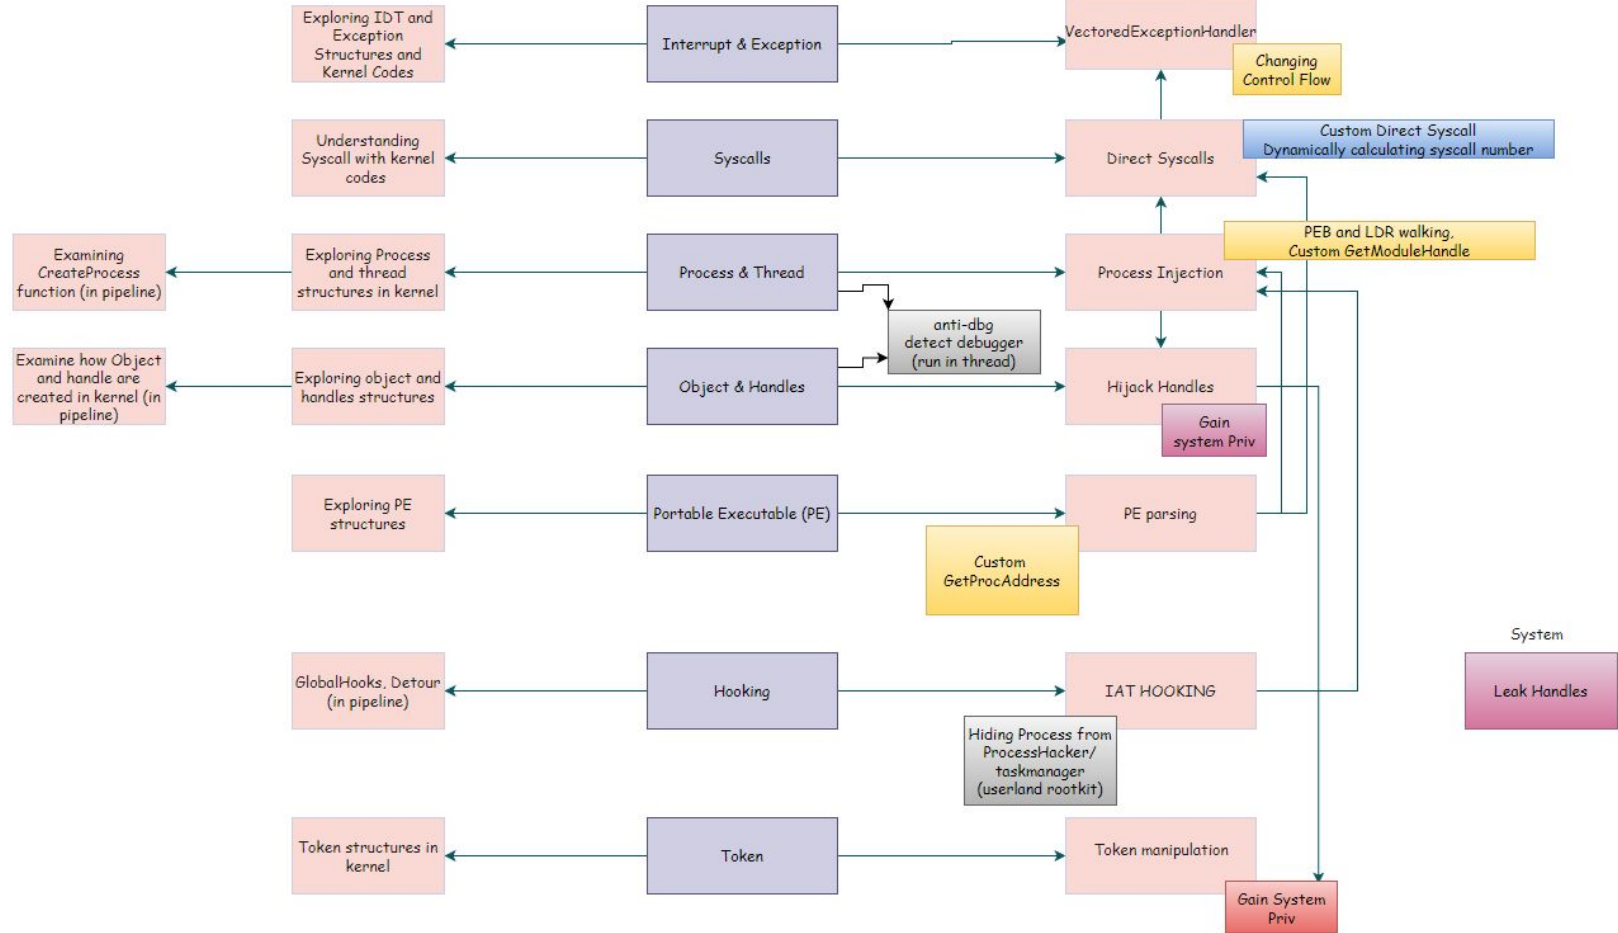 Exploring IDT and
Exception
Structures and
Kernel Codes
Interrupt & Exception
VectoredExceptionHandler
Changing
Control Flow
Understanding
Syscall with kernel
codes
Syscalls
Direct Syscalls
Custom Direct Syscall
Dynamically calculating syscall number
Examining
CreateProcess
function (in pipeline)
Exploring Process
and thread
structures in kernel
Process & Thread
Process Injection
PEB and LDR walking,
Custom GetModuleHandle
anti-dbg
detect debugger
(run in thread)
Examine how Object
and handle are
created in kernel (in
pipeline)
Exploring object and
handles structures
Object & Handles
Hijack Handles
Gain
system Priv
Exploring PE
structures
Portable Executable (PE)
PE parsing
Custom
GetProcAddress
GlobalHooks, Detour
(in pipeline)
Hooking
IAT HOOKING
Hiding Process from
ProcessHacker/
taskmanager
(userland rootkit)
System
Leak Handles
Token structures in
kernel
Token
Token manipulation
Gain System
Priv